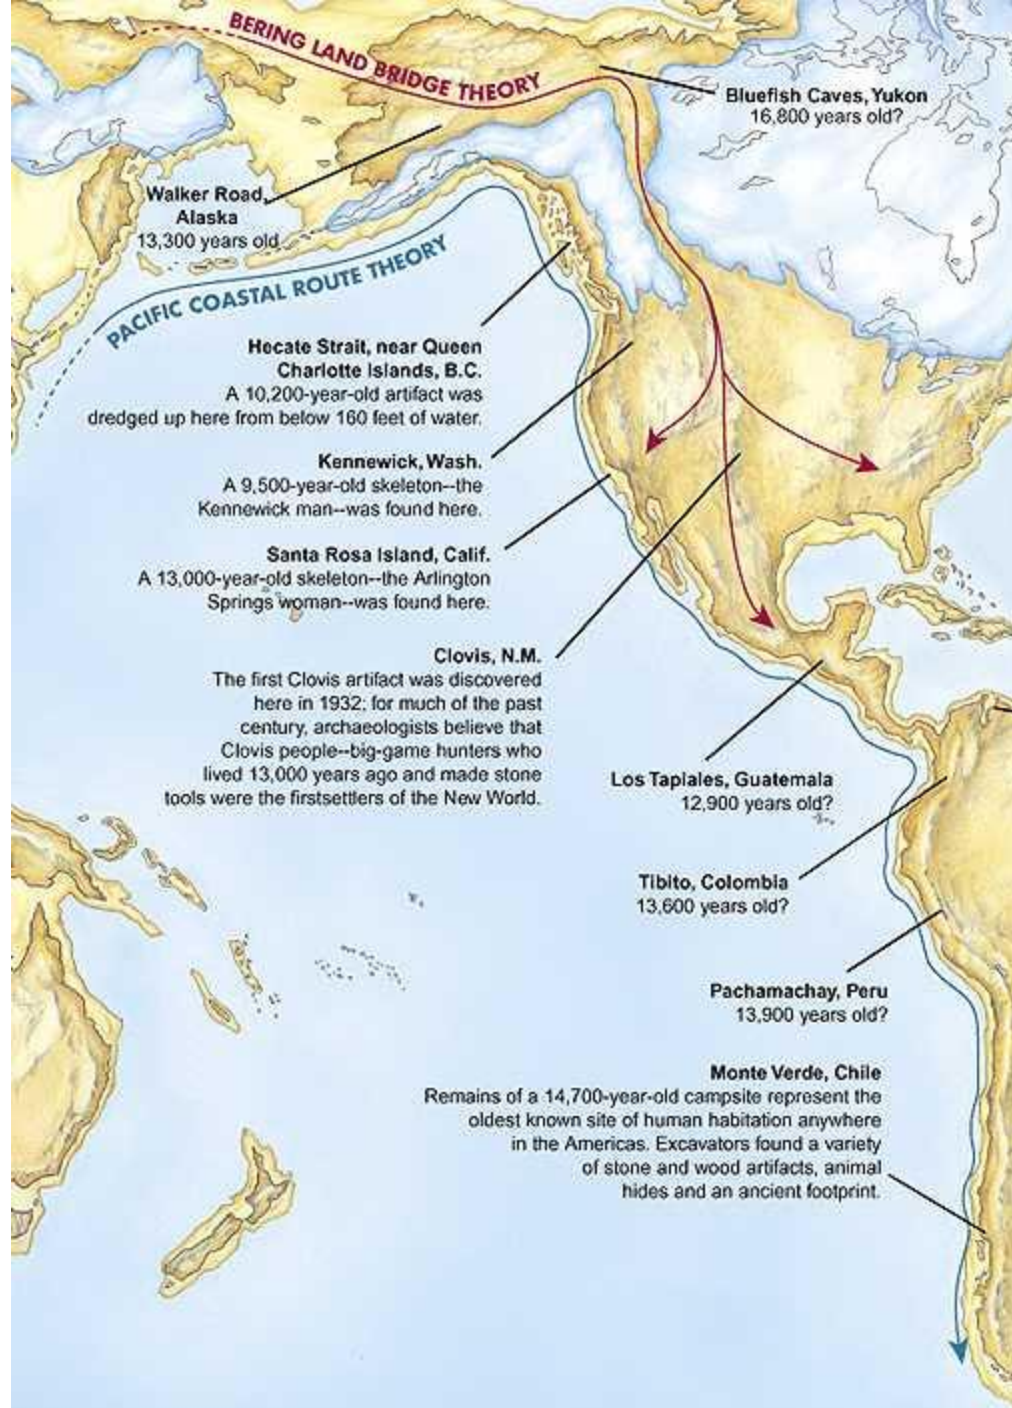 BERING LAND BRIDGE THEORY
Bluefish Caves, Yukon
16,800 years old?
Walker Road,
Alaska
13,300 years old
PACIFIC COASTAL ROUTE THEORY
Hecate Strait, near Queen
Charlotte Islands, B.C.
A 10,200-year-old artifact was
dredged up here from below 160 feet of water.
Kennewick, Wash.
A 9,500-year-old skeleton--the
Kennewick man--was found here.
Santa Rosa Island, Calif.
A 13,000-year-old skeleton--the Arlington
Springs woman--was found here.
Clovis, N.M.
The first Clovis artifact was discovered
here in 1932; for much of the past
century, archaeologists believe that
Clovis people--big-game hunters who
lived 13,000 years ago and made stone
tools were the firstsettlers of the New World.
Los Tapiales, Guatemala
12,900 years old?
Tibito, Colombia
13,600 years old?
Pachamachay, Peru
13,900 years old?
Monte Verde, Chile
Remains of a 14,700-year-old campsite represent the
oldest known site of human habitation anywhere
in the Americas. Excavators found a variety
of stone and wood artifacts, animal
hides and an ancient footprint.